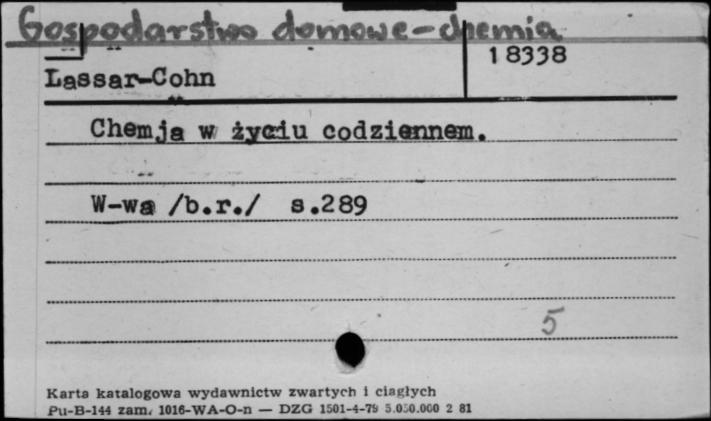 Gospodarstwo domowe-chemia
18338
Lassar-Cohn
Chemja w życiu codziennem.
W-wa /b.r./ s.289
5
Karta katalogowa wydawnictw zwartych i ciągłych
Pu-B-144 zam. 1016-WA-O-n — DZG 1501-4-79 5.050.000 2 81